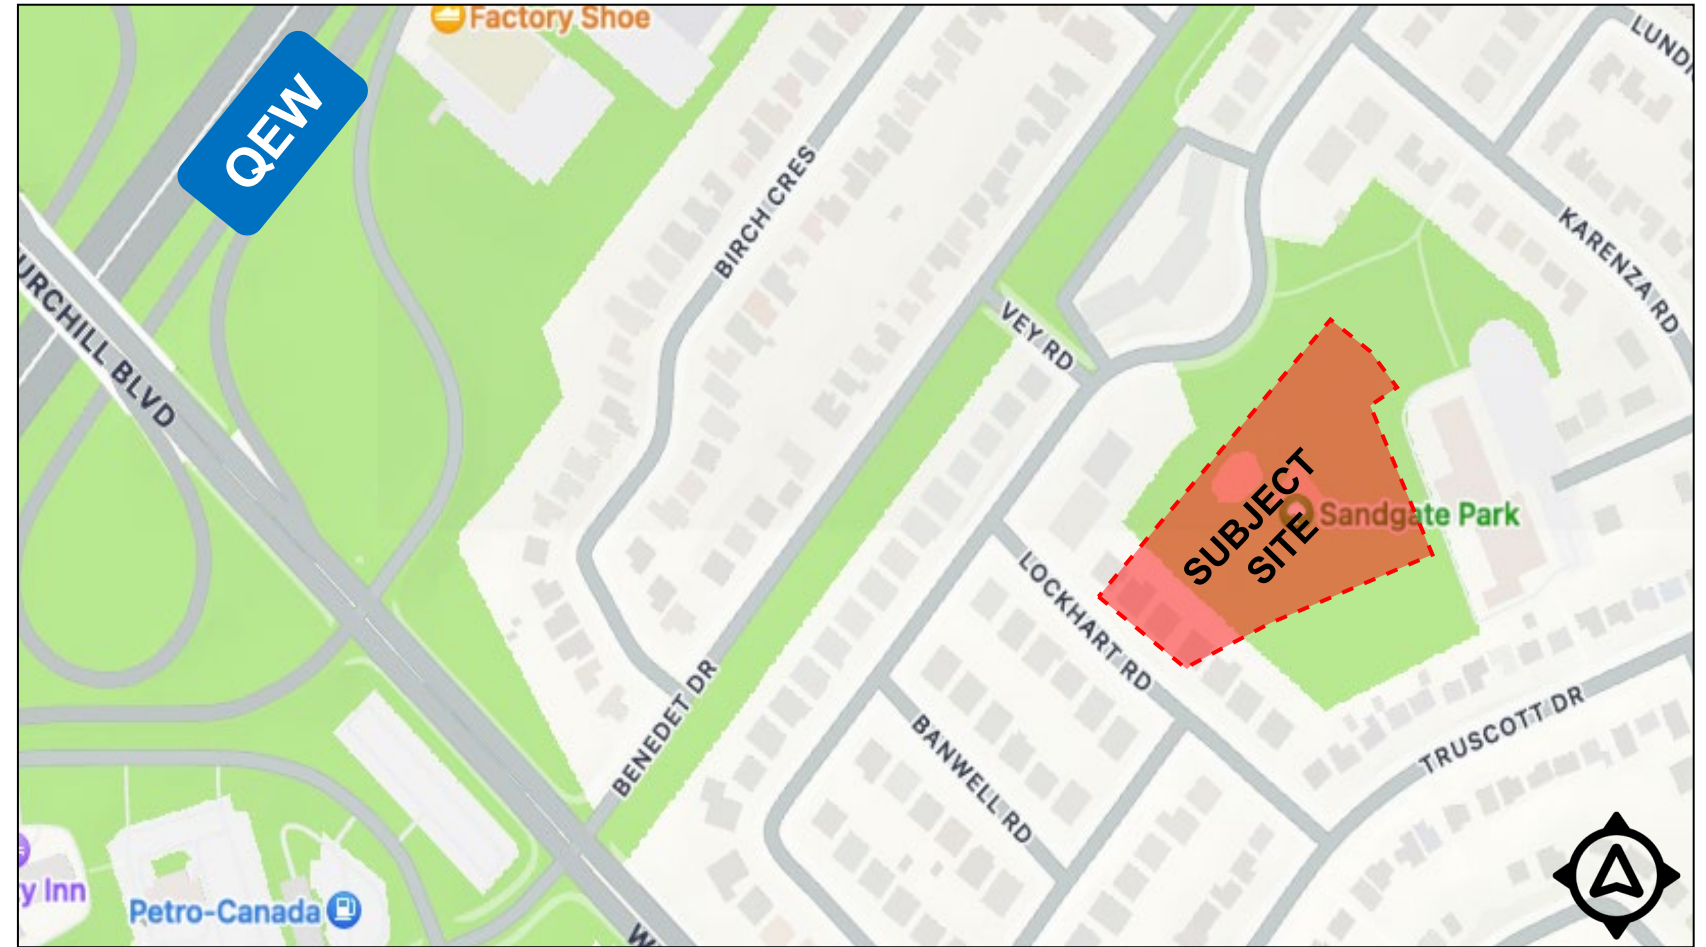 Factory Shoe
QEW
LUNDI
BIRCH CRES
KARENZA RD
URCHILL BLVD
VEY RD
SUBJECT
SITE
Sandgate Park
LOCKHART RD
BENEDET DR
BANWELL RD
TRUSCOTT DR
y Inn
Petro-Canada
W